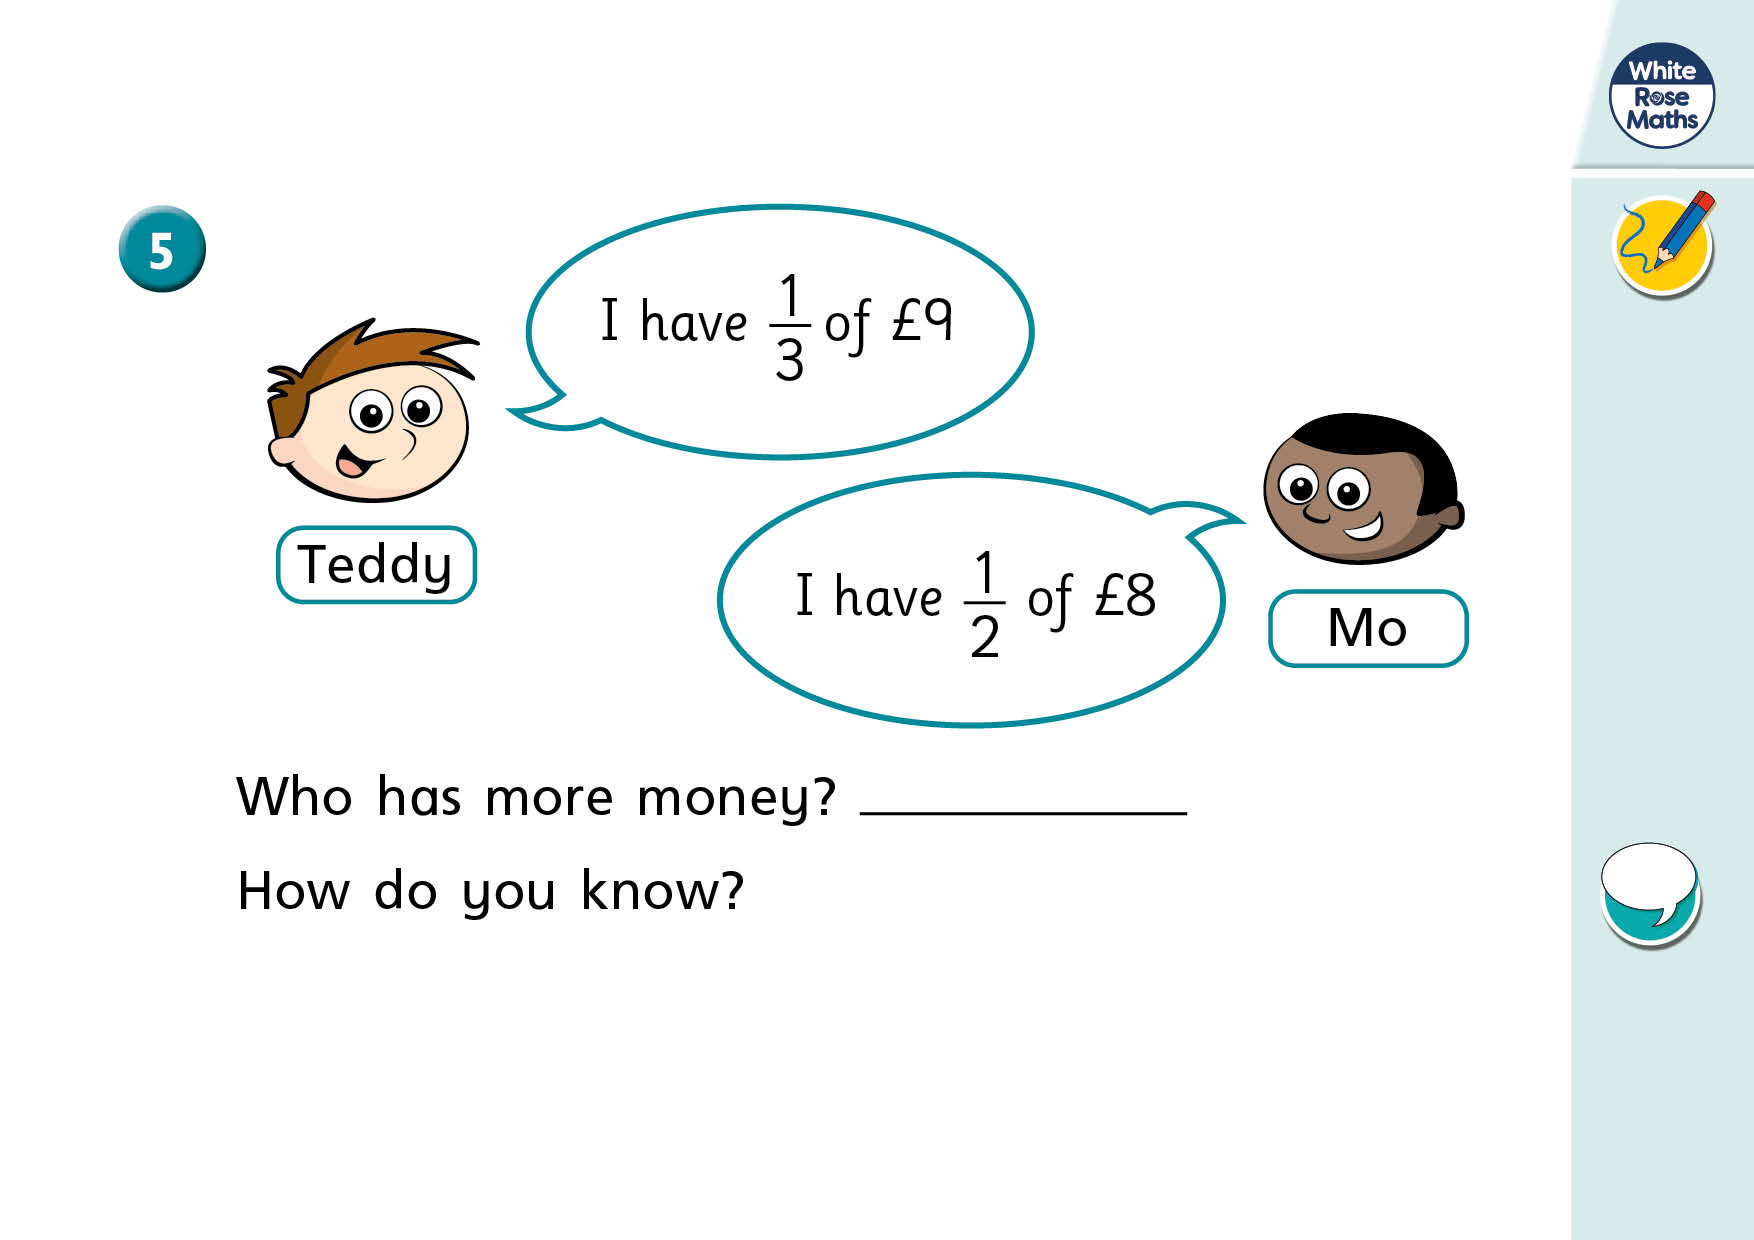 White
Rose
Maths
5
I have 1/3 of £9
Teddy
I have 1/2 of £8
Mo
Who has more money? ____________
How do you know?